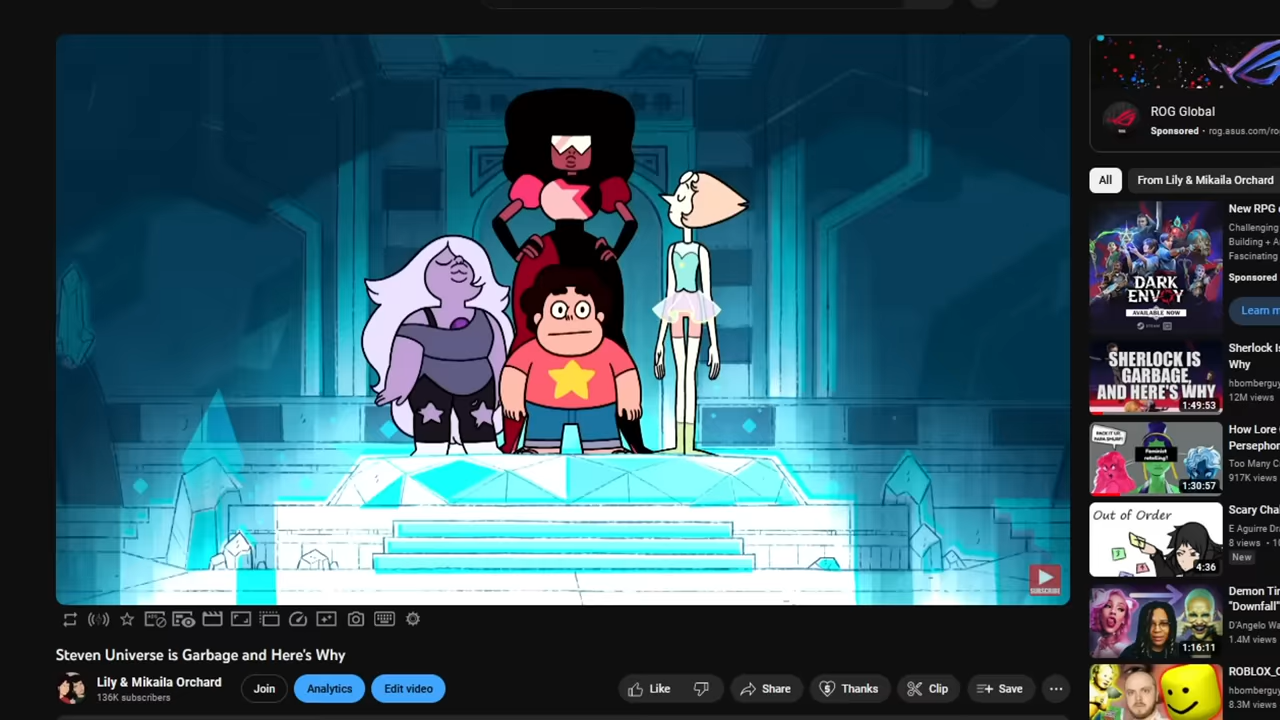 ROG Global
Sponsored · rog.asus.com/ro
All
From Lily & Mikaila Orchard
New RPG
Challenging
Building + A
Fascinating
Sponsored
Learn m
DARK
ENVOY
AVAILABLE NOW
Sherlock Is
Why
hbomberguy
12M views
SHERLOCK IS
GARBAGE,
AND HERE'S WHY
1:49:53
How Lore
Persephon
Too Many C
917K views
Feminist
retelling?
1:30:57
Scary Chai
E Aguirre Dr
8 views
New
Out of Order
4:36
Demon Tin
"Downfall"
D'Angelo Wa
1.4M views
1:16:11
ROBLOX_O
hbomberguy
8.3M views
SUBSCRIBE
Steven Universe is Garbage and Here's Why
Lily & Mikaila Orchard
136K subscribers
Join
Analytics
Edit video
Like
Share
Thanks
Clip
Save